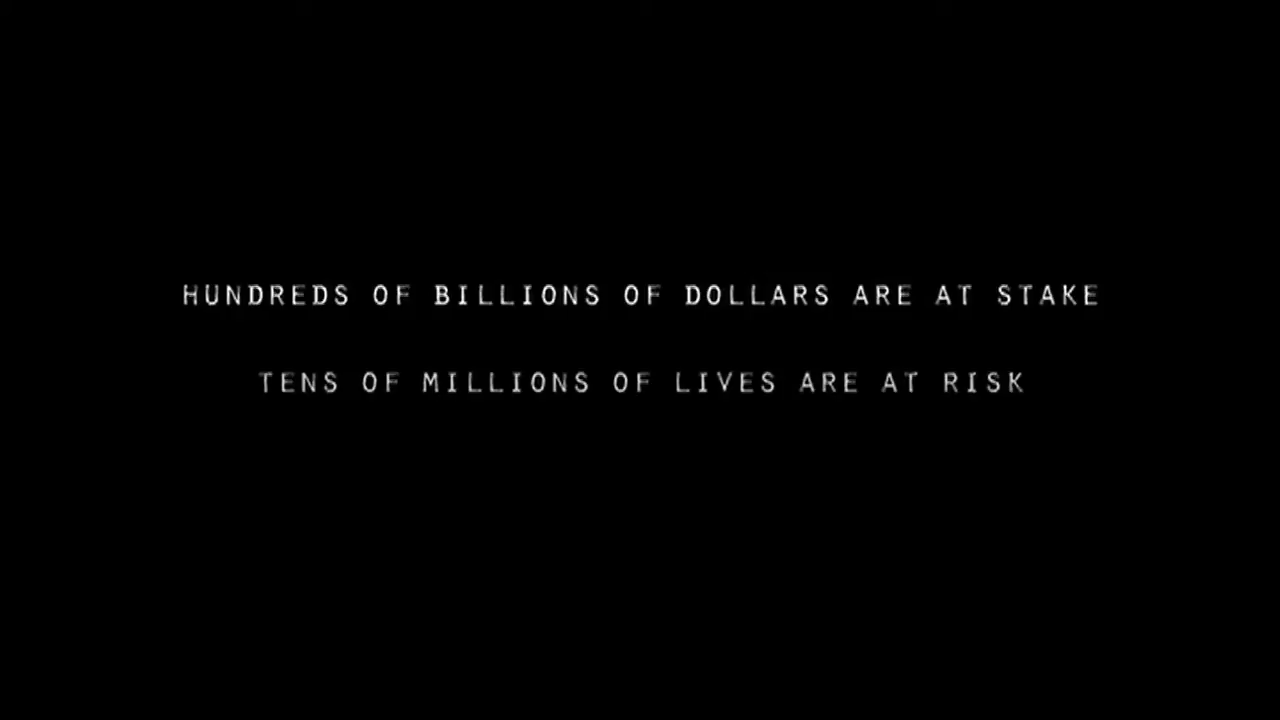 HUNDREDS OF BILLIONS OF DOLLARS ARE AT STAKE
TENS OF MILLIONS OF LIVES ARE AT RISK